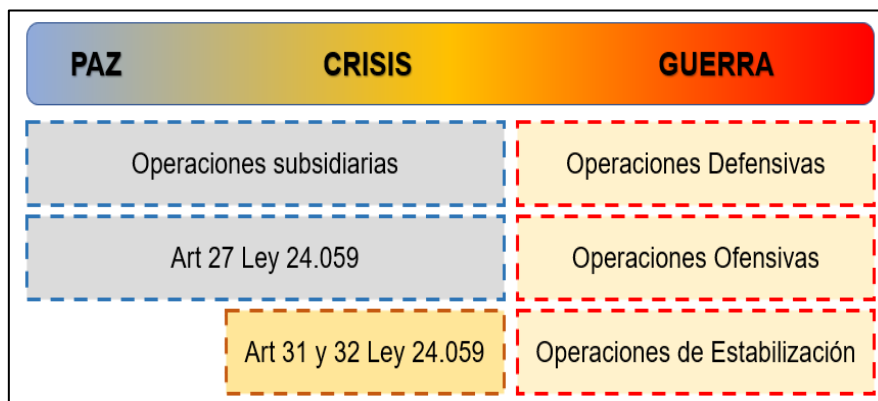 PAZ CRISIS GUERRA
Operaciones subsidiarias Operaciones Defensivas
Art 27 Ley 24.059 Operaciones Ofensivas
Art 31 y 32 Ley 24.059 Operaciones de Estabilización